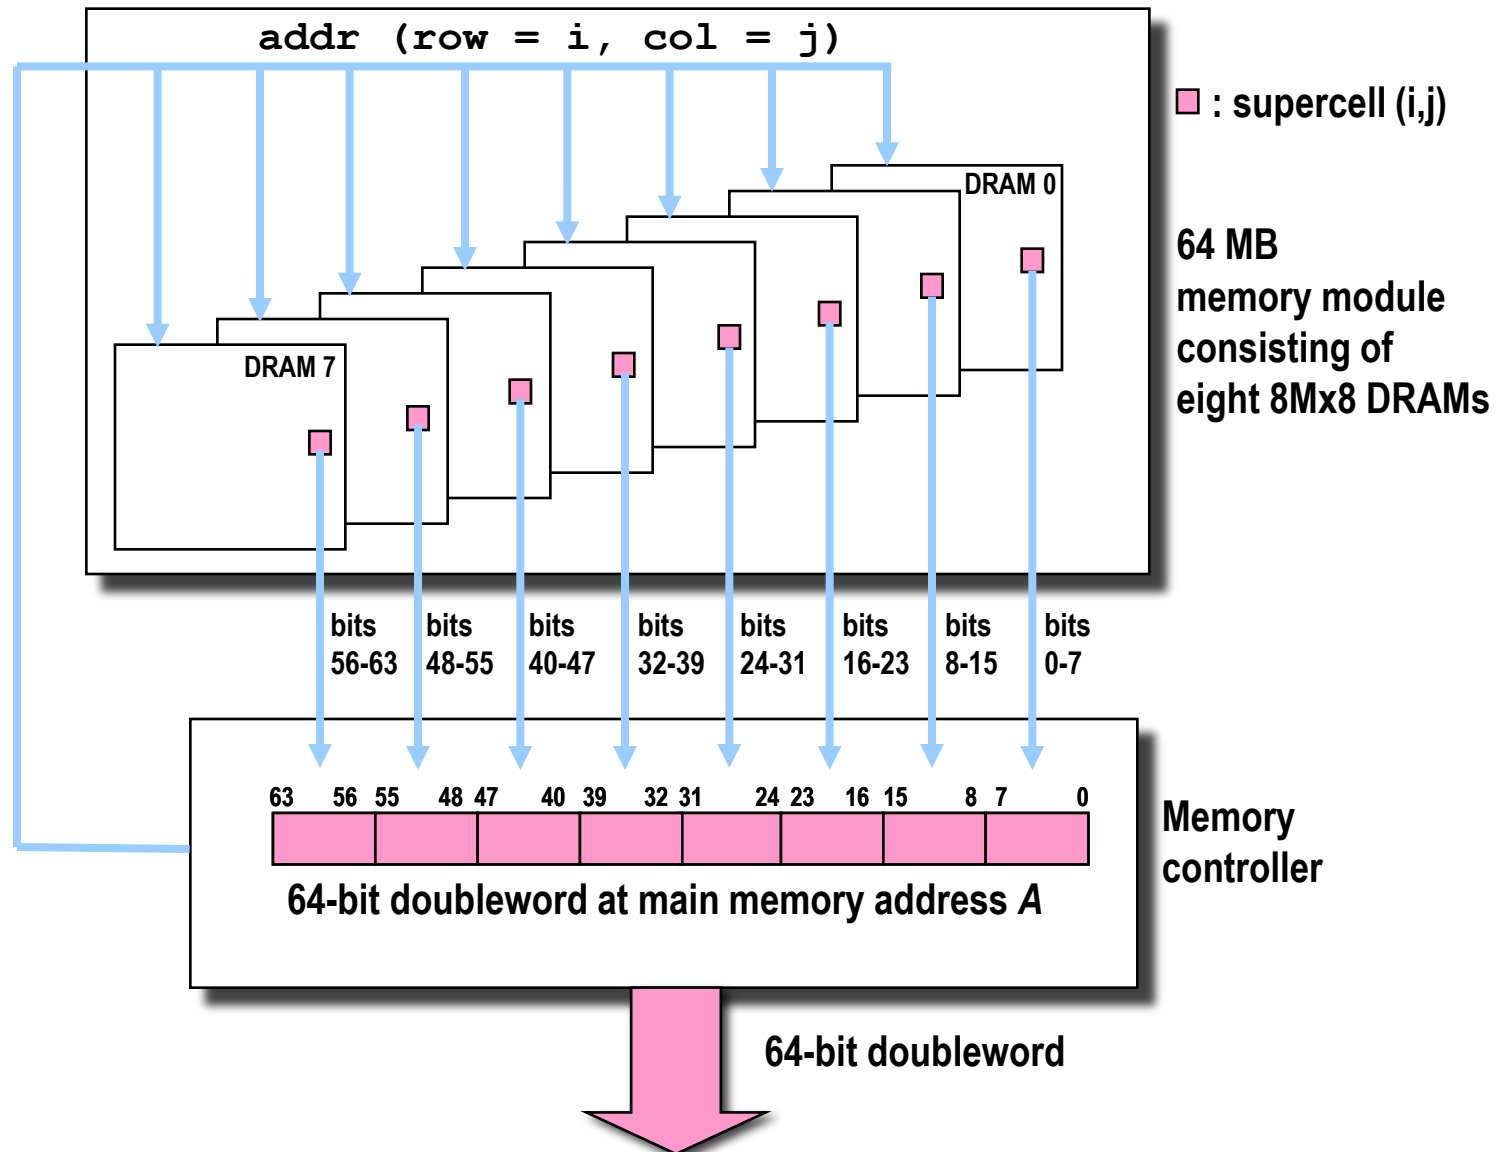 addr (row = i, col = j)
: supercell (i,j)
DRAM 0
64 MB
memory module
consisting of
eight 8Mx8 DRAMs
DRAM 7
bits
56-63
bits
48-55
bits
40-47
bits
32-39
bits
24-31
bits
16-23
bits
8-15
bits
0-7
63 56 55 48 47 40 39 32 31 24 23 16 15 8 7 0
64-bit doubleword at main memory address A
Memory
controller
64-bit doubleword